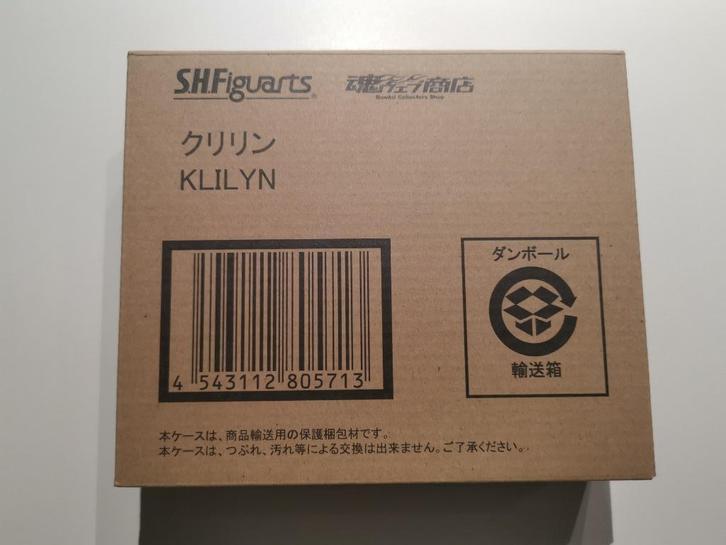 S.H.Figuarts
魂ウェブ商店
Bandai Collectors Shop
クリリン
KLILYN
4 543112 805713
ダンボール
輸送箱
本ケースは、商品輸送用の保護梱包材です。
本ケースは、つぶれ、汚れ等による交換は出来ません。ご了承ください。